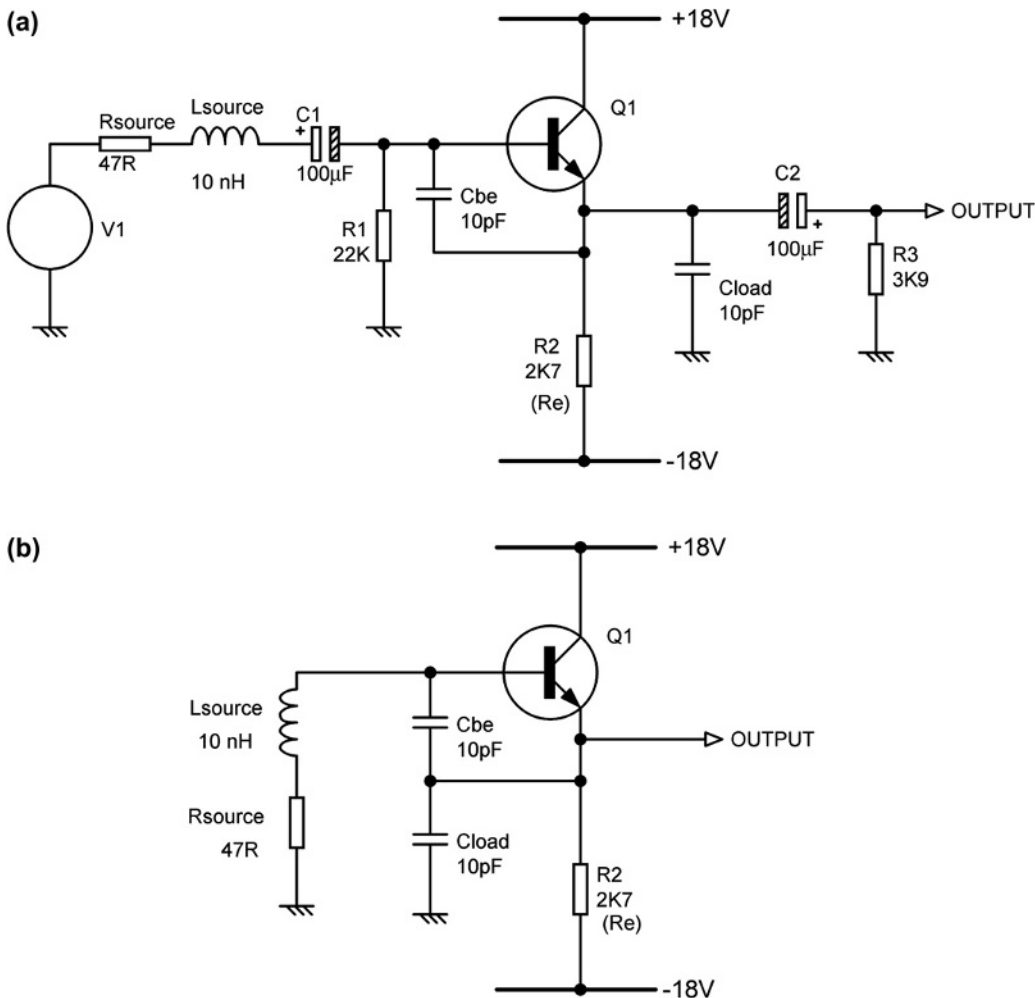 (a)
+18V
Q1
Lsource
Rsource
C1
+
47R
10 nH
100µF
V1
Cbe
10pF
R1
22K
C2
100µF
+
OUTPUT
R3
3K9
Cload
10pF
R2
2K7
(Re)
-18V
(b)
+18V
Q1
Lsource
10 nH
Cbe
10pF
OUTPUT
Rsource
47R
Cload
10pF
R2
2K7
(Re)
-18V